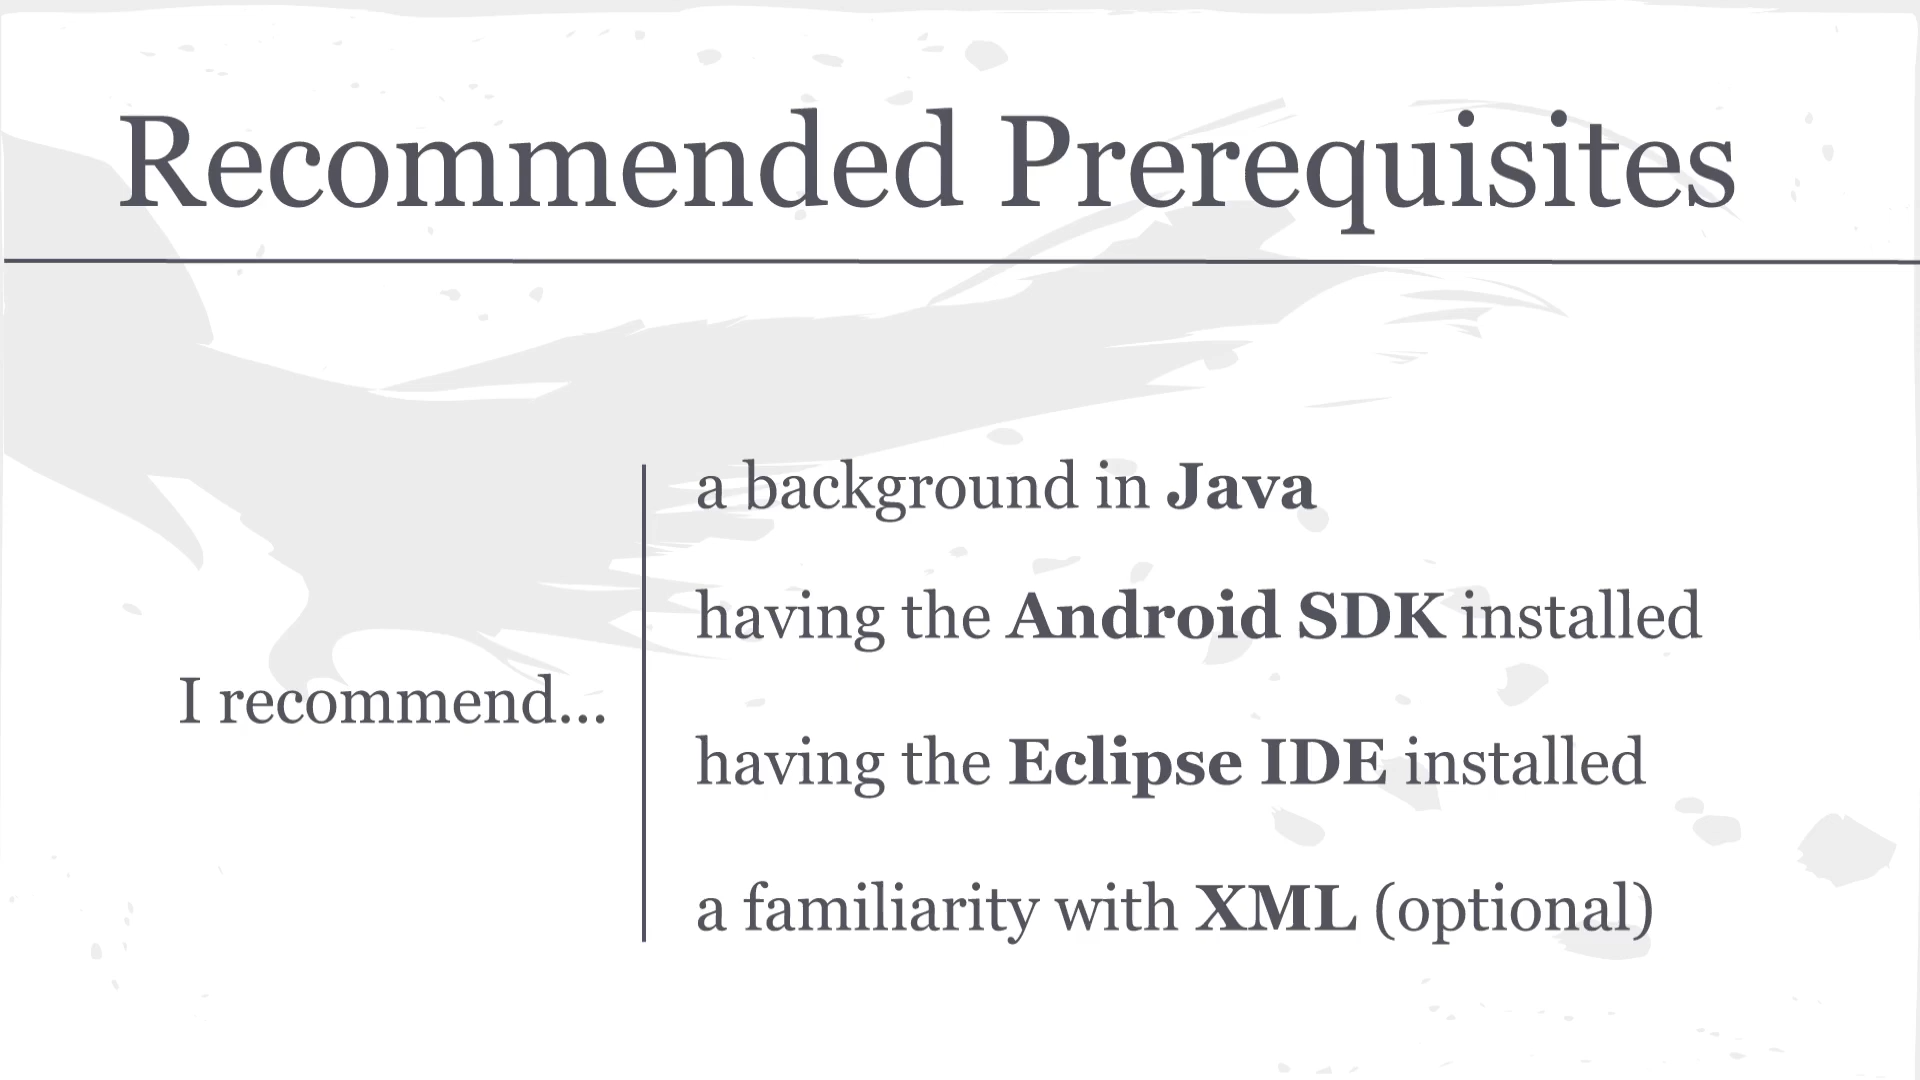 Recommended Prerequisites
I recommend...
a background in Java
having the Android SDK installed
having the Eclipse IDE installed
a familiarity with XML (optional)